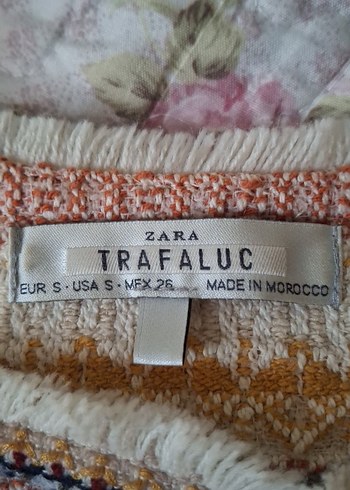 ZARA
TRAFALUC
EUR S · USA S · MEX 26 MADE IN MOROCCO